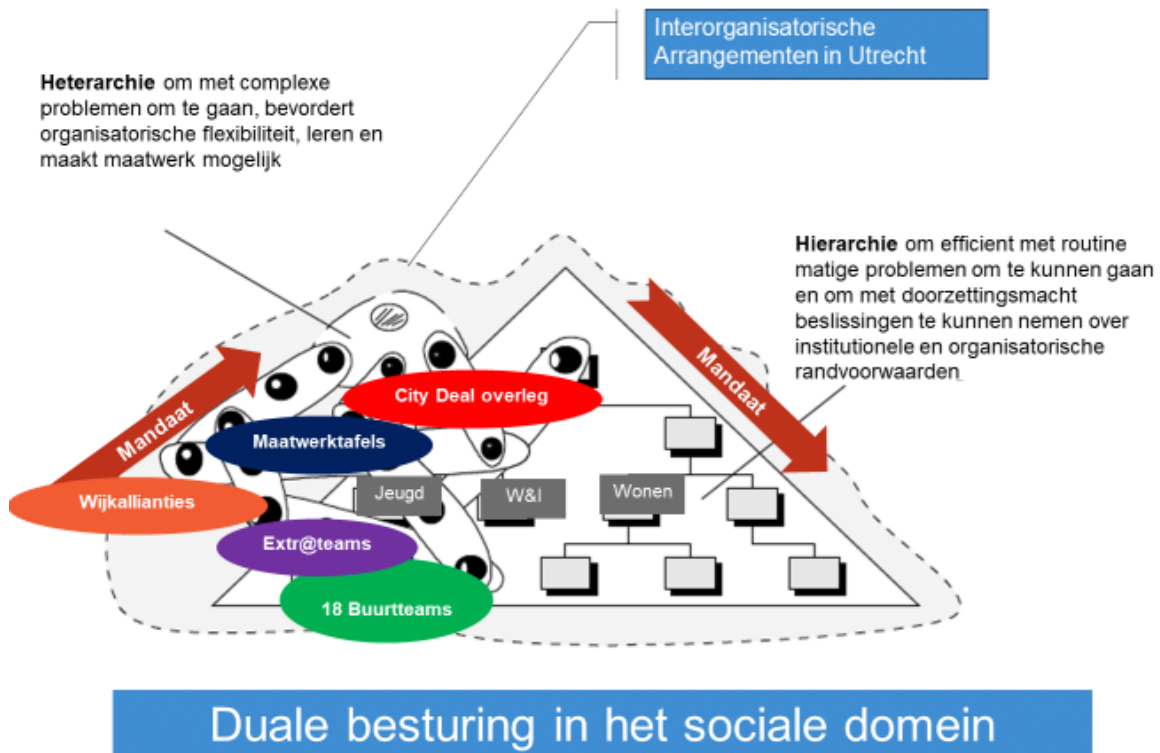 Interorganisatorische
Arrangementen in Utrecht
Heterarchie om met complexe
problemen om te gaan, bevordert
organisatorische flexibiliteit, leren en
maakt maatwerk mogelijk
Hierarchie om efficient met routine
matige problemen om te kunnen gaan
en om met doorzettingsmacht
beslissingen te kunnen nemen over
institutionele en organisatorische
randvoorwaarden.
Mandaat
Mandaat
City Deal overleg
Maatwerktafels
Wijkallianties
Jeugd
W&I
Wonen
Extr@teams
18 Buurtteams
Duale besturing in het sociale domein